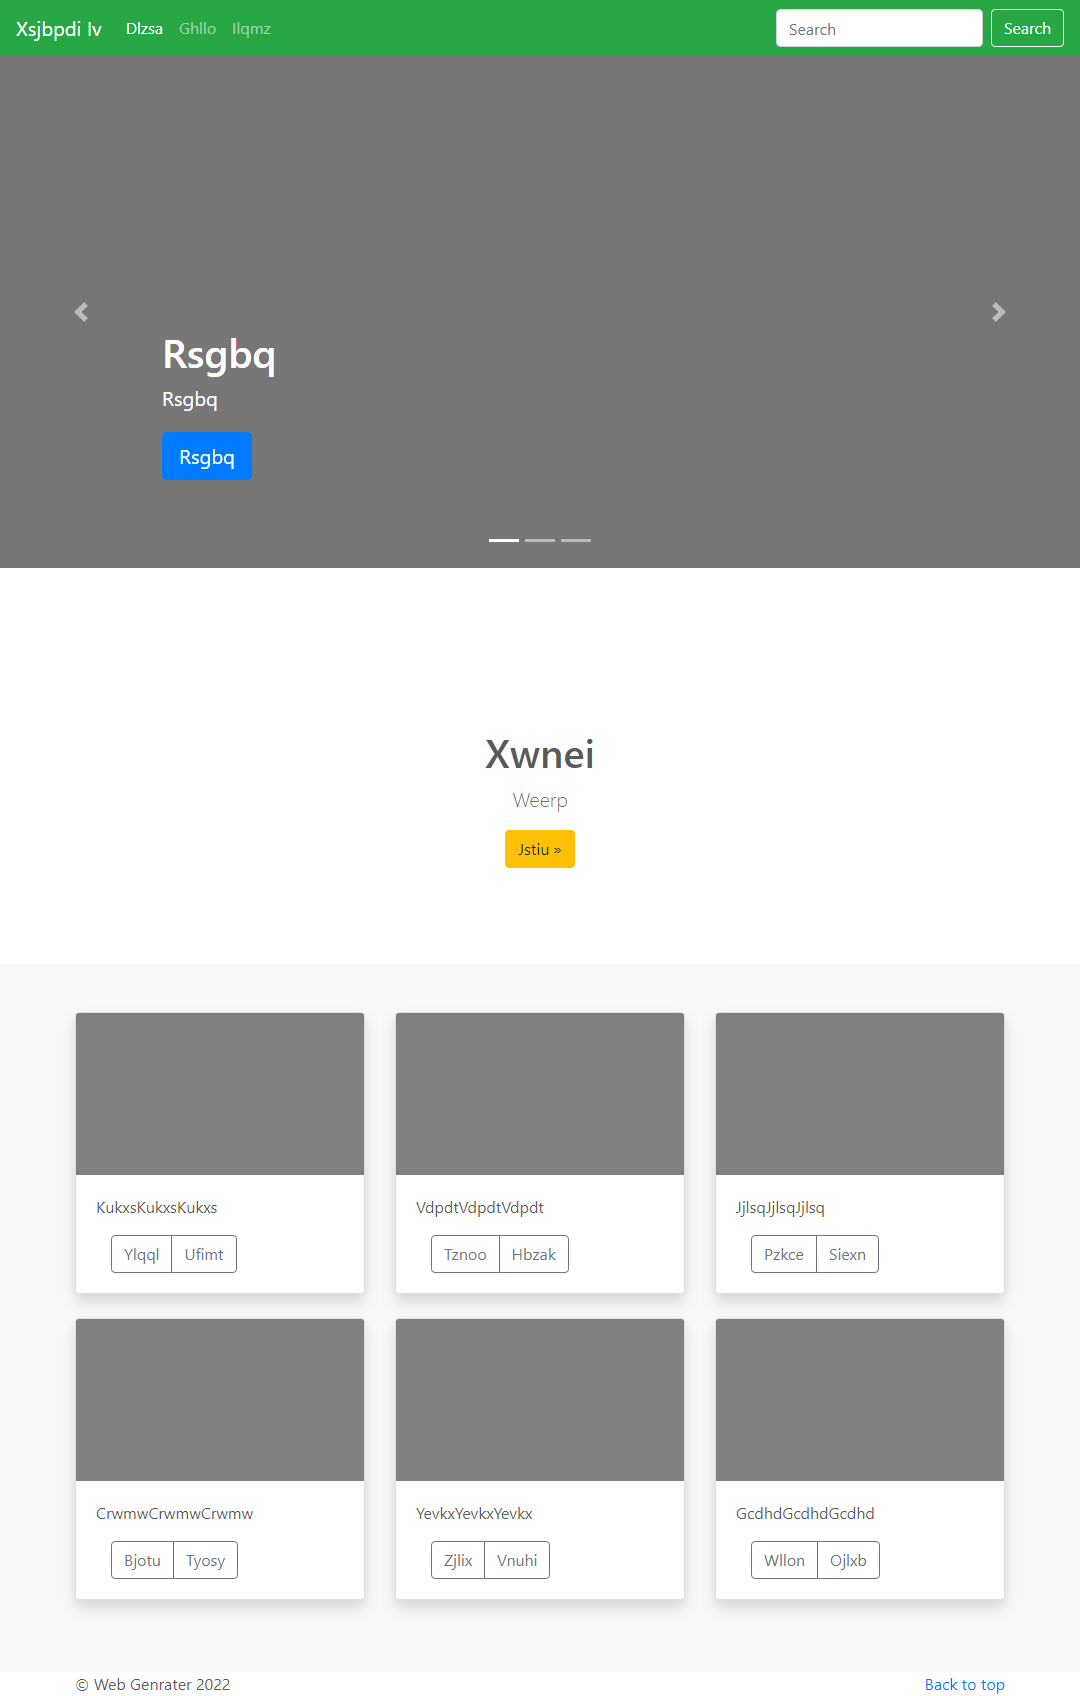 Xsjbpdi lv Dlzsa Ghllo Ilqmz Search Search
Rsgbq
Rsgbq
Rsgbq
Xwnei
Weerp
Jstiu »
KukxsKukxsKukxs VdpdtVdpdtVdpdt JjlsqJjlsqJjlsq
Ylqql Ufimt Tznoo Hbzak Pzkce Siexn
CrwmwCrwmwCrwmw YevkxYevkxYevkx GcdhdGcdhdGcdhd
Bjotu Tyosy Zjlix Vnuhi Wllon Ojlxb
© Web Genrater 2022 Back to top